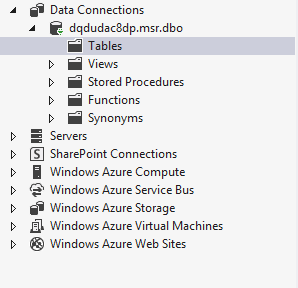 Data Connections
dqdudac8dp.msr.dbo
Tables
Views
Stored Procedures
Functions
Synonyms
Servers
SharePoint Connections
Windows Azure Compute
Windows Azure Service Bus
Windows Azure Storage
Windows Azure Virtual Machines
Windows Azure Web Sites